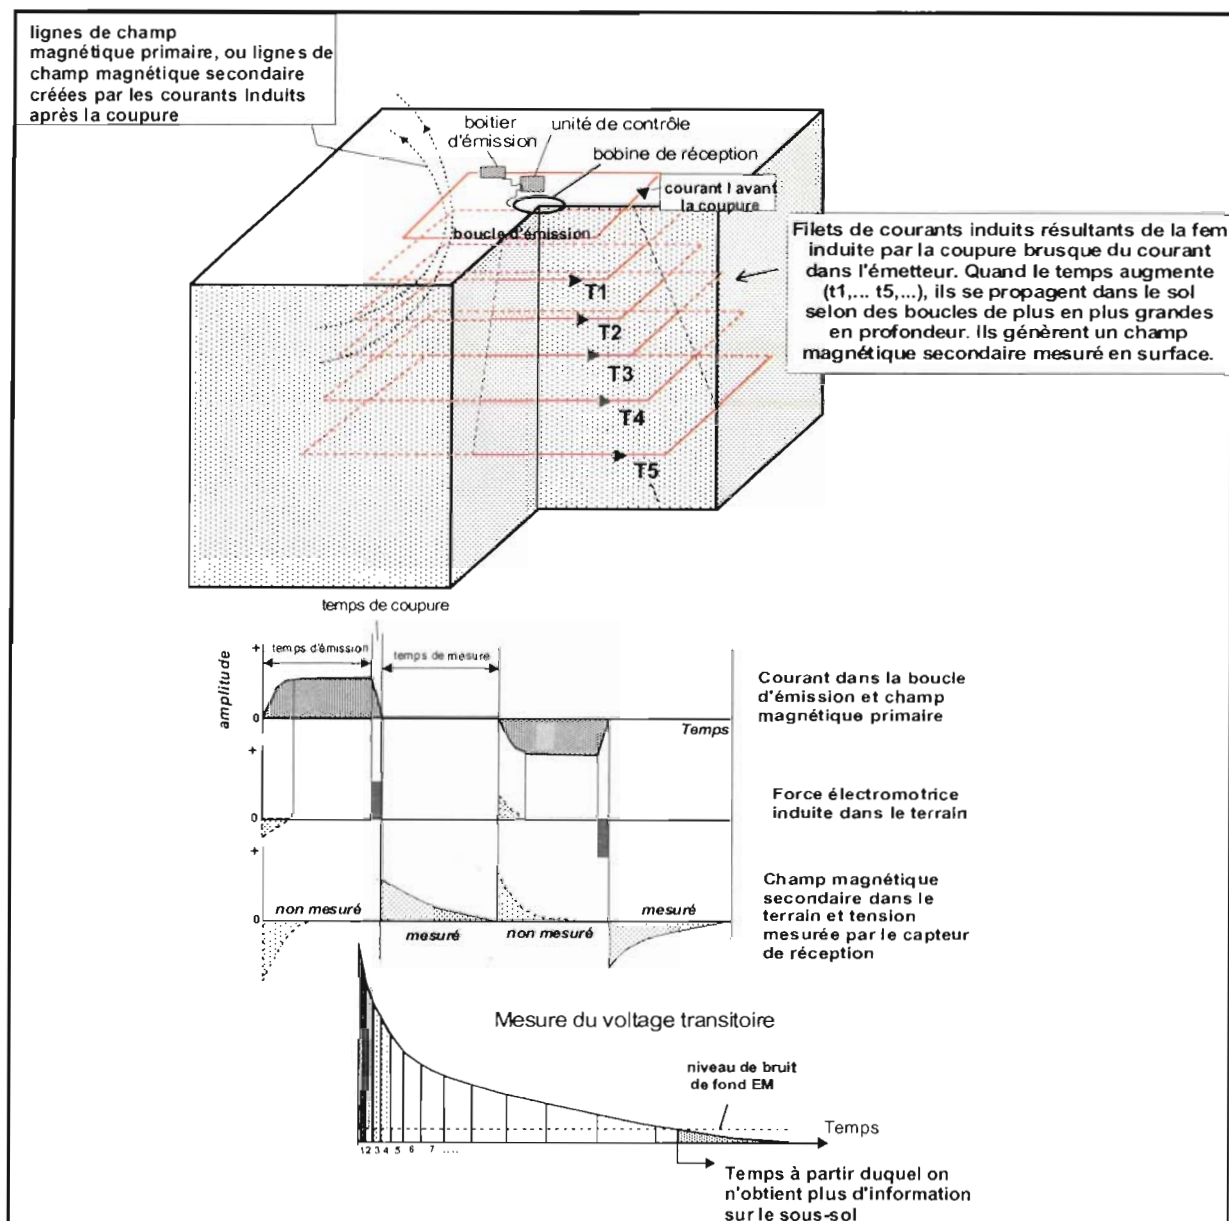 lignes de champ
magnétique primaire, ou lignes de
champ magnétique secondaire
créées par les courants induits
après la coupure
boitier
d'émission
unité de contrôle
bobine de réception
courant I avant
la coupure
boucle d'émission
Filets de courants induits résultants de la fem
induite par la coupure brusque du courant
dans l'émetteur. Quand le temps augmente
(t1,... t5,...), ils se propagent dans le sol
selon des boucles de plus en plus grandes
en profondeur. Ils génèrent un champ
magnétique secondaire mesuré en surface.
T1
T2
T3
T4
T5
temps de coupure
+
temps d'émission
temps de mesure
amplitude
0
Temps
Courant dans la boucle
d'émission et champ
magnétique primaire
+
0
Force électromotrice
induite dans le terrain
+
0
non mesuré
mesuré
non mesuré
mesuré
Champ magnétique
secondaire dans le
terrain et tension
mesurée par le capteur
de réception
Mesure du voltage transitoire
niveau de bruit
de fond EM
Temps
1 2 3 4 5 6 7 ....
Temps à partir duquel on
n'obtient plus d'information
sur le sous-sol